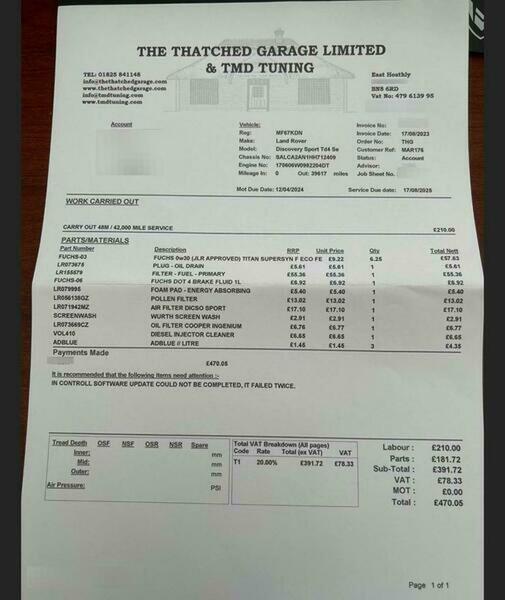 THE THATCHED GARAGE LIMITED
& TMD TUNING
TEL: 01825 841148
info@thethatchedgarage.com
www.thethatchedgarage.com
info@tmdtuning.com
www.tmdtuning.com
East Hoathly
BN8 6RD
Vat No: 479 6139 95
Account
Vehicle:
Reg: MF67KDN
Make: Land Rover
Model: Discovery Sport Td4 Se
Chassis No: SALCA2AN1HH712409
Engine No: 170606W0982204DT
Mileage In: 0 Out: 39617 miles
Invoice No:
Invoice Date: 17/08/2023
Order No: THG
Customer Ref: MAR176
Status: Account
Advisor:
Job Sheet No.
Mot Due Date: 12/04/2024 Service Due date: 17/08/2025
WORK CARRIED OUT
CARRY OUT 48M / 42,000 MILE SERVICE £210.00
PARTS/MATERIALS
Part Number Description RRP Unit Price Qty Total Nett
FUCHS-03 FUCHS 0w30 (JLR APPROVED) TITAN SUPERSYN F ECO FE £9.22 6.25 £57.63
LR073675 PLUG - OIL DRAIN £5.61 £5.61 1 £5.61
LR155579 FILTER - FUEL - PRIMARY £55.36 £55.36 1 £55.36
FUCHS-06 FUCHS DOT 4 BRAKE FLUID 1L £6.92 £6.92 1 £6.92
LR079995 FOAM PAD - ENERGY ABSORBING £5.40 £5.40 1 £5.40
LR056138GZ POLLEN FILTER £13.02 £13.02 1 £13.02
LR071942MZ AIR FILTER DICSO SPORT £17.10 £17.10 1 £17.10
SCREENWASH WURTH SCREEN WASH £2.91 £2.91 1 £2.91
LR073669CZ OIL FILTER COOPER INGENIUM £6.76 £6.77 1 £6.77
VOL410 DIESEL INJECTOR CLEANER £6.65 £6.65 1 £6.65
ADBLUE ADBLUE // LITRE £1.45 £1.45 3 £4.35
Payments Made
£470.05
It is recommended that the following items need attention :-
IN CONTROLL SOFTWARE UPDATE COULD NOT BE COMPLETED, IT FAILED TWICE.
Tread Depth OSF NSF OSR NSR Spare
Inner: mm
Mid: mm
Outer: mm
Air Pressure: PSI
Total VAT Breakdown (All pages)
Code Rate Total (ex VAT) VAT
T1 20.00% £391.72 £78.33
Labour : £210.00
Parts : £181.72
Sub-Total : £391.72
VAT : £78.33
MOT : £0.00
Total : £470.05
Page 1 of 1